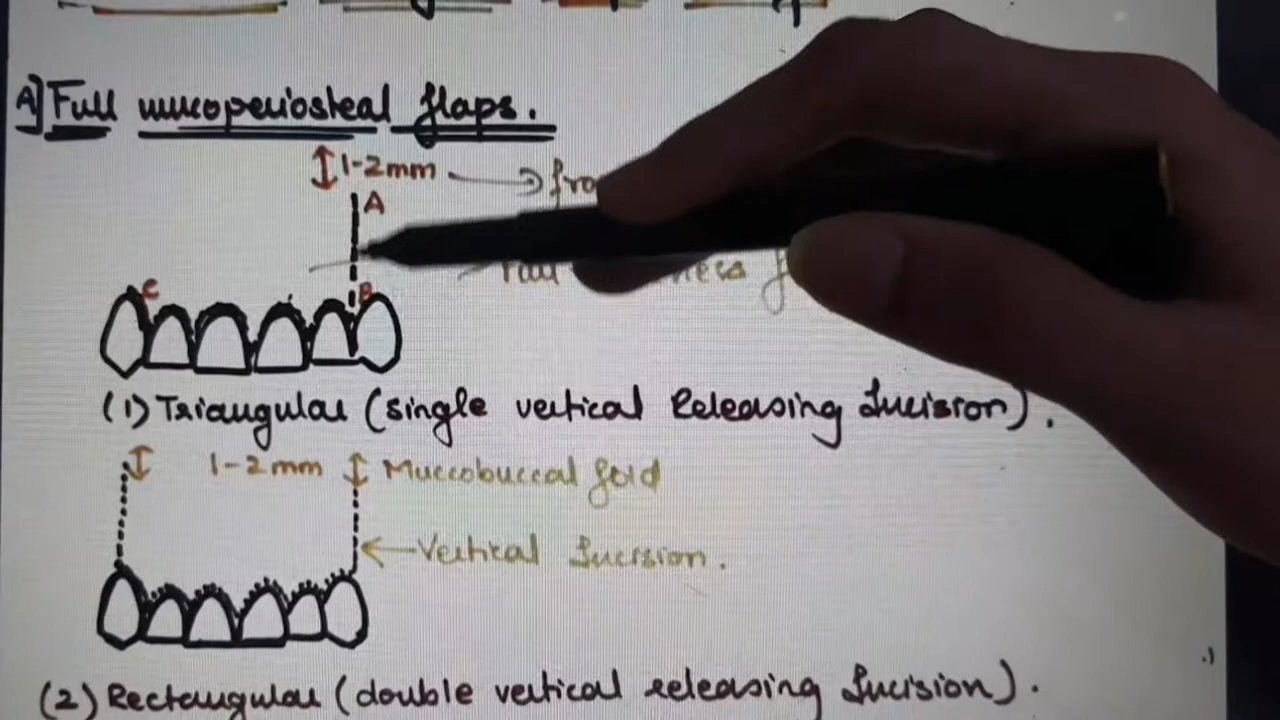 A] Full mucoperiosteal flaps.
1-2mm
A
C
B
(1) Triangular (single vertical Releasing Incision).
1-2mm Muccobuccal fold
Vertical Incision.
(2) Rectangular (double vertical releasing Incision).